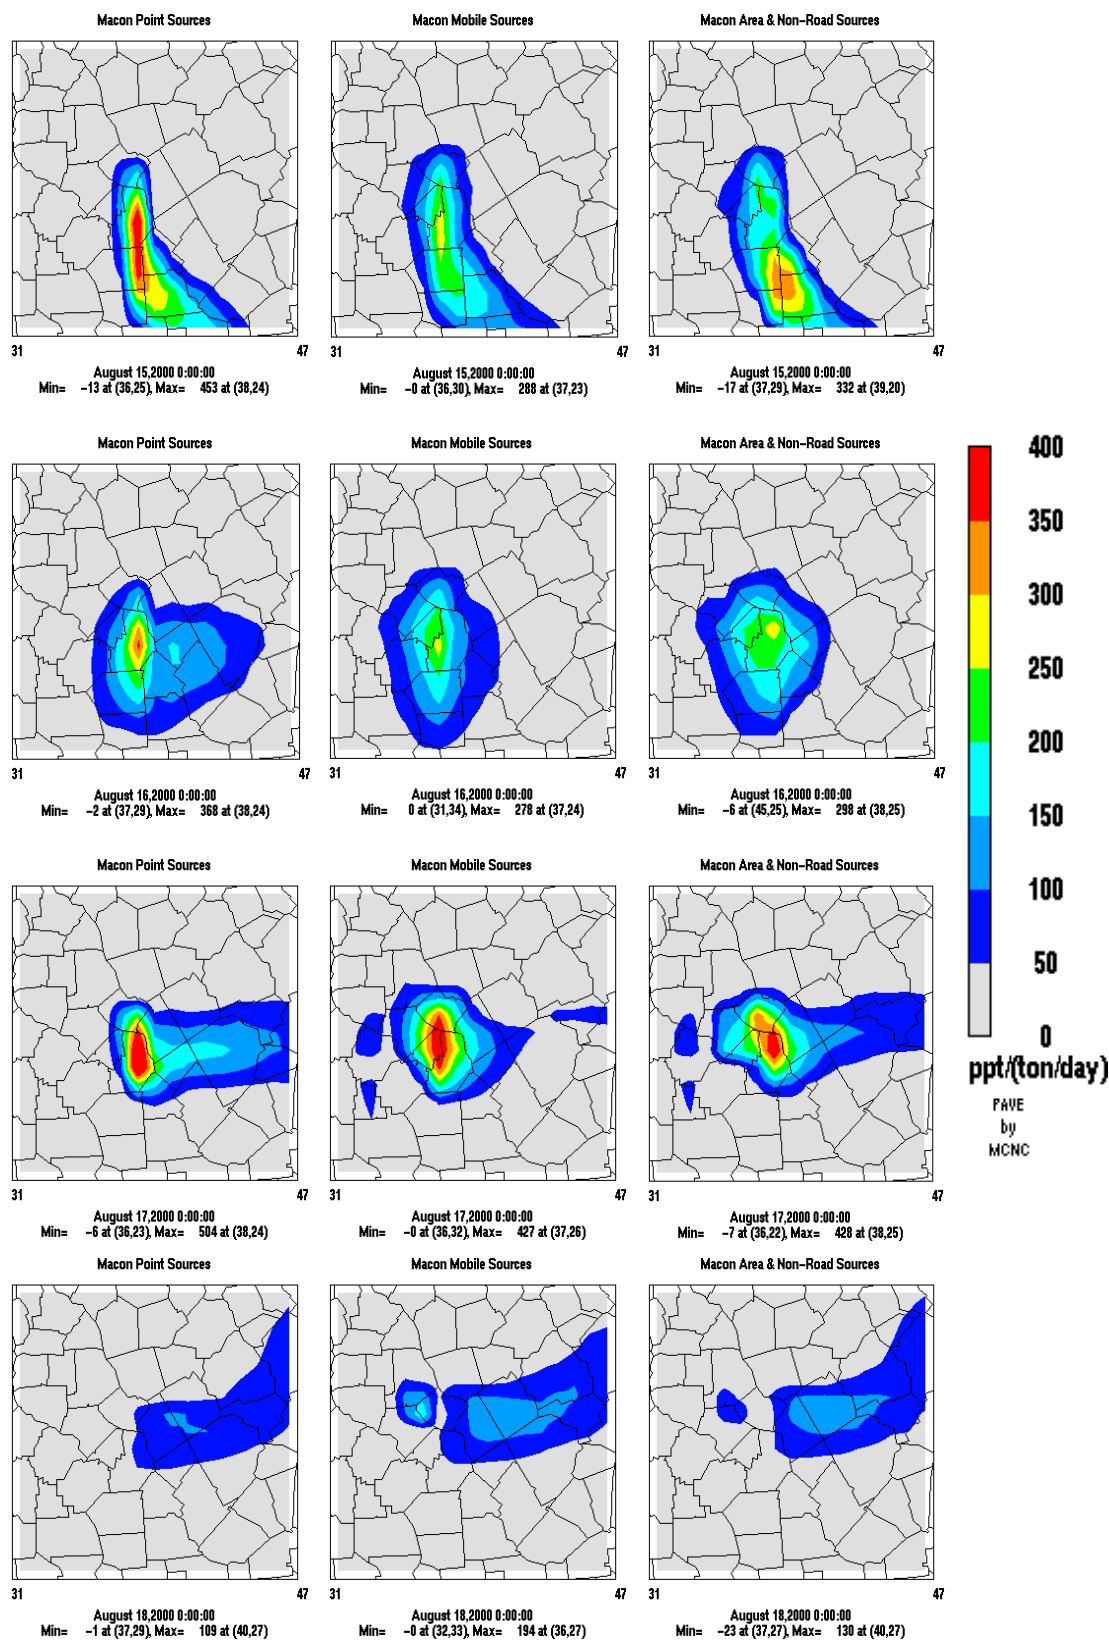 Macon Point Sources Macon Mobile Sources Macon Area & Non-Road Sources
31 47 31 47 31 47
August 15,2000 0:00:00 August 15,2000 0:00:00 August 15,2000 0:00:00
Min= -13 at (36,25), Max= 453 at (38,24) Min= -0 at (36,30), Max= 288 at (37,23) Min= -17 at (37,29), Max= 332 at (39,20)
Macon Point Sources Macon Mobile Sources Macon Area & Non-Road Sources
31 47 31 47 31 47
August 16,2000 0:00:00 August 16,2000 0:00:00 August 16,2000 0:00:00
Min= -2 at (37,29), Max= 368 at (38,24) Min= 0 at (31,34), Max= 278 at (37,24) Min= -6 at (45,25), Max= 298 at (38,25)
400
350
300
250
200
150
100
50
0
ppt/(ton/day)
PAVE
by
MCNC
Macon Point Sources Macon Mobile Sources Macon Area & Non-Road Sources
31 47 31 47 31 47
August 17,2000 0:00:00 August 17,2000 0:00:00 August 17,2000 0:00:00
Min= -6 at (36,23), Max= 504 at (38,24) Min= -0 at (36,32), Max= 427 at (37,26) Min= -7 at (36,22), Max= 428 at (38,25)
Macon Point Sources Macon Mobile Sources Macon Area & Non-Road Sources
31 47 31 47 31 47
August 18,2000 0:00:00 August 18,2000 0:00:00 August 18,2000 0:00:00
Min= -1 at (37,29), Max= 109 at (40,27) Min= -0 at (32,33), Max= 194 at (36,27) Min= -23 at (37,27), Max= 130 at (40,27)